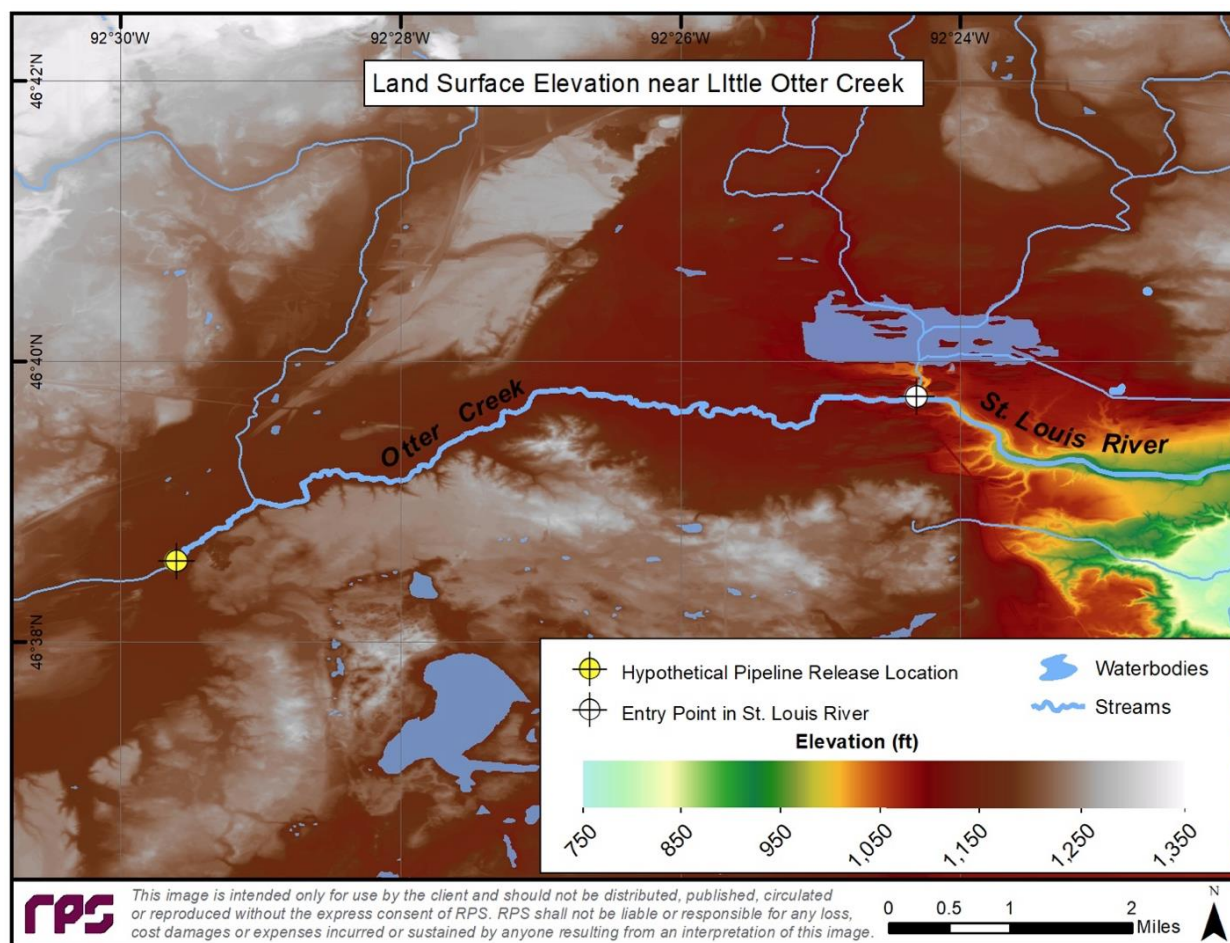 92°30'W
92°28'W
92°26'W
92°24'W
46°42'N
Land Surface Elevation near LIttle Otter Creek
46°40'N
Otter Creek
St. Louis River
46°38'N
Hypothetical Pipeline Release Location
Waterbodies
Entry Point in St. Louis River
Streams
Elevation (ft)
750
850
950
1,050
1,150
1,250
1,350
rps
This image is intended only for use by the client and should not be distributed, published, circulated
or reproduced without the express consent of RPS. RPS shall not be liable or responsible for any loss,
cost damages or expenses incurred or sustained by anyone resulting from an interpretation of this image.
0 0.5 1 2
Miles
N